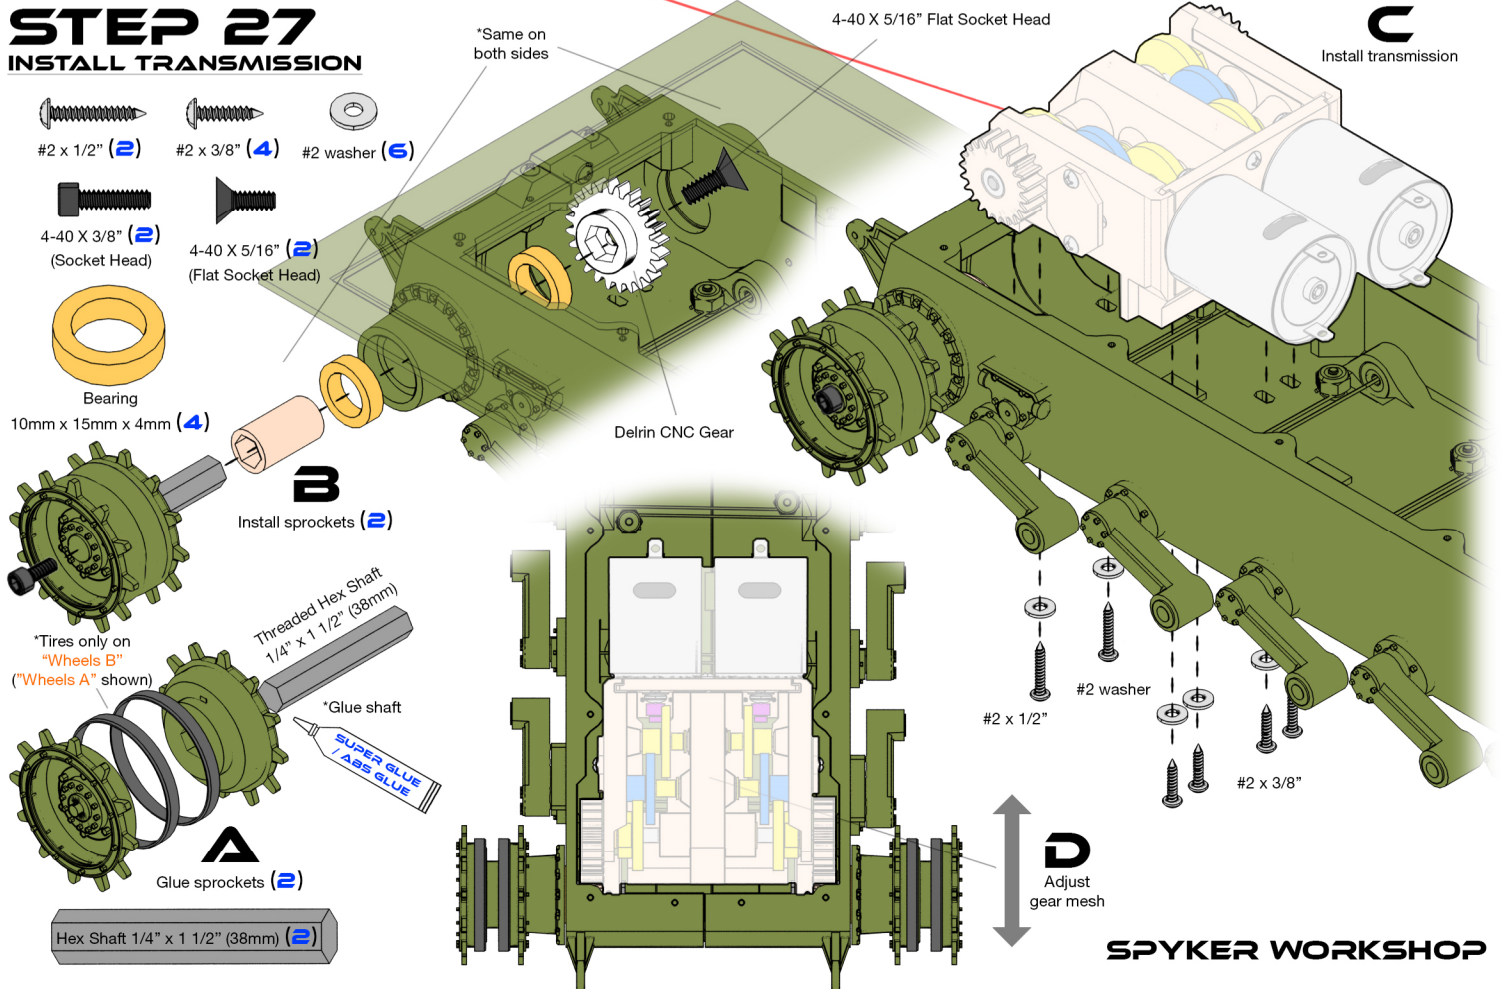 STEP 27
INSTALL TRANSMISSION
#2 x 1/2” (2)
#2 x 3/8” (4)
#2 washer (6)
4-40 X 3/8” (2)
(Socket Head)
4-40 X 5/16” (2)
(Flat Socket Head)
Bearing
10mm x 15mm x 4mm (4)
*Same on
both sides
4-40 X 5/16” Flat Socket Head
C
Install transmission
Delrin CNC Gear
B
Install sprockets (2)
*Tires only on
“Wheels B”
(”Wheels A” shown)
Threaded Hex Shaft
1/4” x 1 1/2” (38mm)
*Glue shaft
SUPER GLUE
/ ABS GLUE
A
Glue sprockets (2)
Hex Shaft 1/4” x 1 1/2” (38mm) (2)
#2 washer
#2 x 1/2”
#2 x 3/8”
D
Adjust
gear mesh
SPYKER WORKSHOP